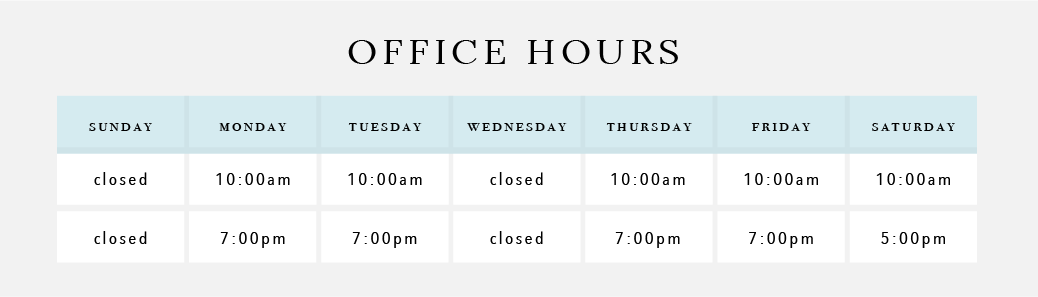 OFFICE HOURS
SUNDAY MONDAY TUESDAY WEDNESDAY THURSDAY FRIDAY SATURDAY
closed 10:00am 10:00am closed 10:00am 10:00am 10:00am
closed 7:00pm 7:00pm closed 7:00pm 7:00pm 5:00pm